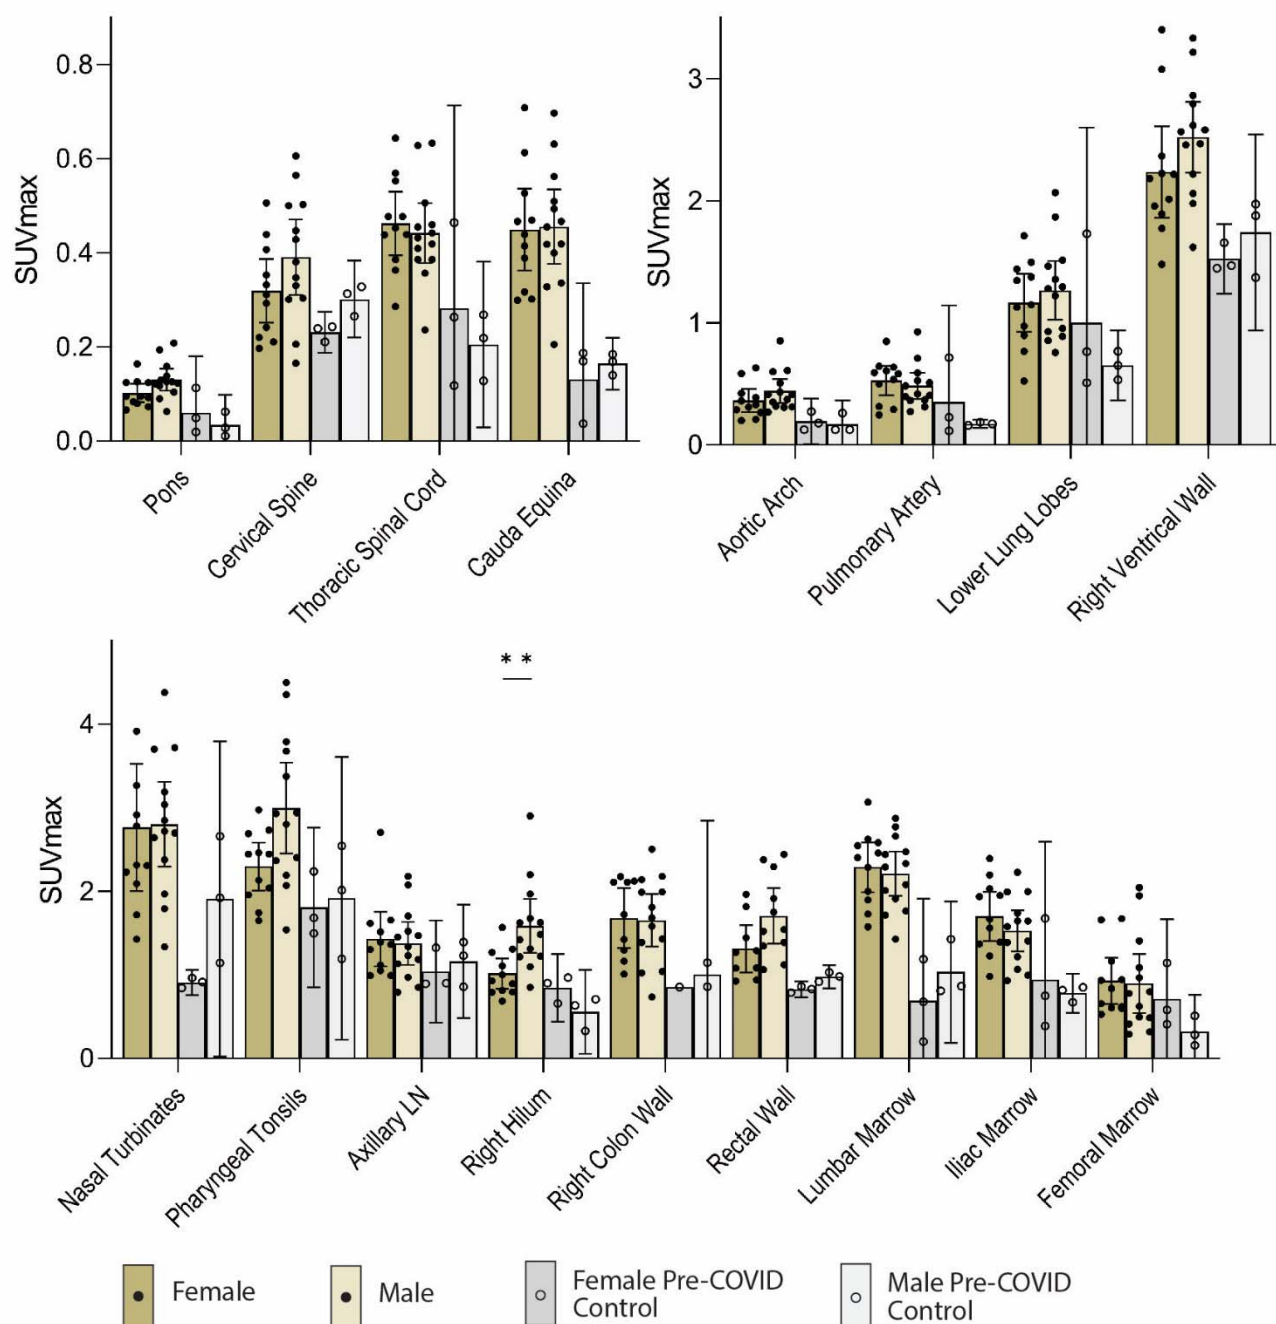 SUVmax
0.8
0.6
0.4
0.2
0.0
Pons
Cervical Spine
Thoracic Spinal Cord
Cauda Equina
SUVmax
3
2
1
0
Aortic Arch
Pulmonary Artery
Lower Lung Lobes
Right Ventrical Wall
SUVmax
4
2
0
* *
Nasal Turbinates
Pharyngeal Tonsils
Axillary LN
Right Hilum
Right Colon Wall
Rectal Wall
Lumbar Marrow
Iliac Marrow
Femoral Marrow
Female
Male
Female Pre-COVID
Control
Male Pre-COVID
Control